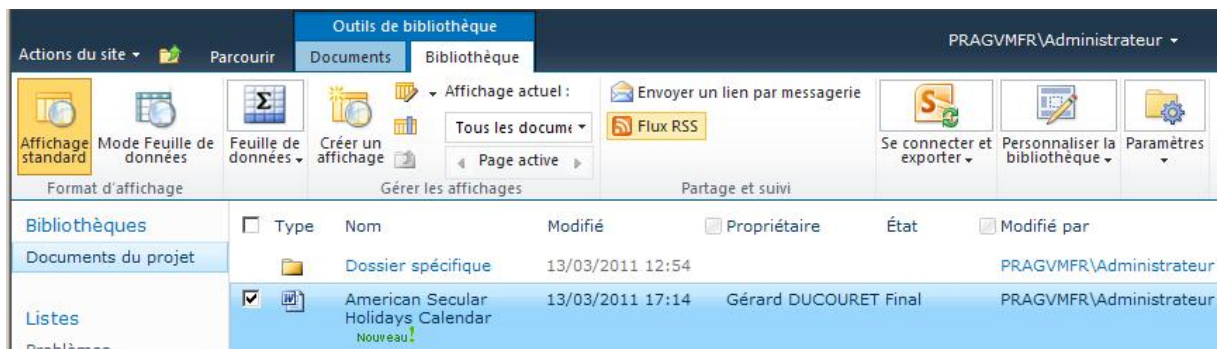 Outils de bibliothèque
Actions du site
Parcourir
Documents
Bibliothèque
PRAGVMFR\Administrateur
Affichage standard
Mode Feuille de données
Feuille de données
Créer un affichage
Affichage actuel :
Tous les docume
Page active
Envoyer un lien par messagerie
Flux RSS
Se connecter et exporter
Personnaliser la bibliothèque
Paramètres
Format d'affichage
Gérer les affichages
Partage et suivi
Bibliothèques
Documents du projet
Listes
Problèmes
Type Nom Modifié Propriétaire État Modifié par
Dossier spécifique 13/03/2011 12:54 PRAGVMFR\Administrateur
American Secular 13/03/2011 17:14 Gérard DUCOURET Final PRAGVMFR\Administrateur
Holidays Calendar
Nouveau!